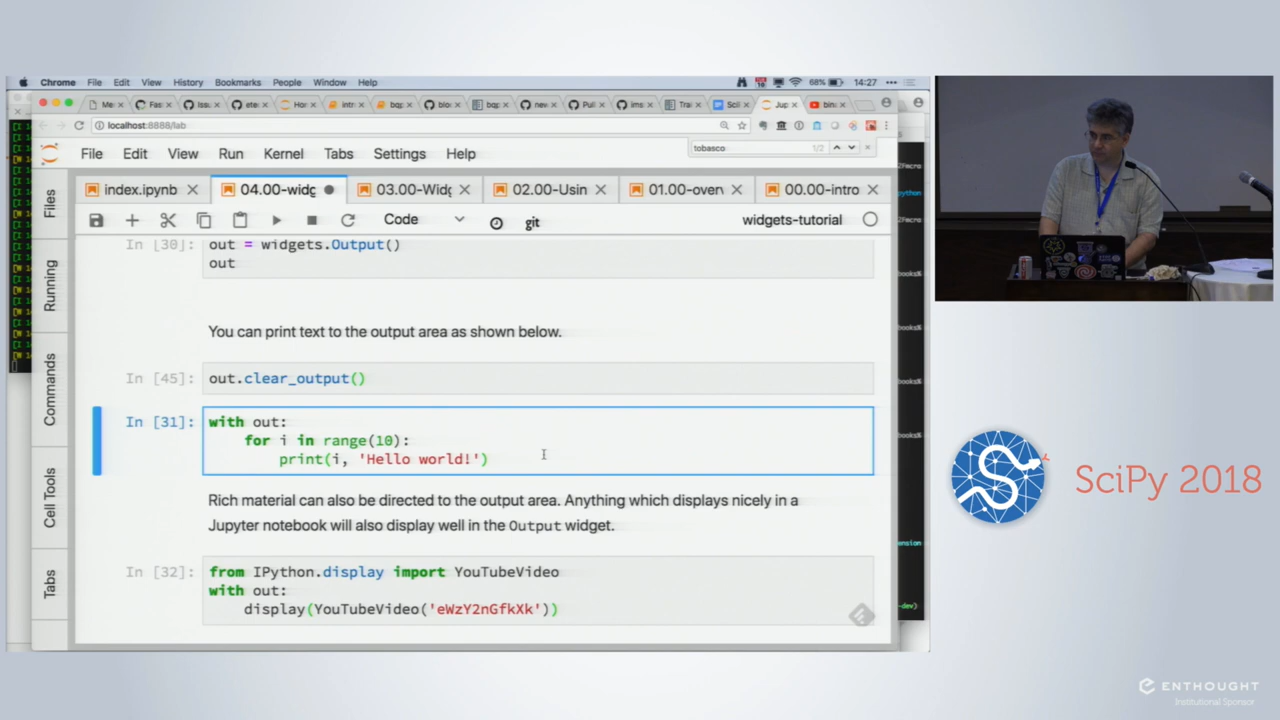 Chrome File Edit View History Bookmarks People Window Help 68% 14:27
localhost:8888/lab
File Edit View Run Kernel Tabs Settings Help
tobasco 1/2
index.ipynb 04.00-widg 03.00-Widg 02.00-Usin 01.00-over 00.00-intro
Code git widgets-tutorial
Files
Running
Commands
Cell Tools
Tabs
In [30]: out = widgets.Output()
out
You can print text to the output area as shown below.
In [45]: out.clear_output()
In [31]: with out:
for i in range(10):
print(i, 'Hello world!')
Rich material can also be directed to the output area. Anything which displays nicely in a
Jupyter notebook will also display well in the Output widget.
In [32]: from IPython.display import YouTubeVideo
with out:
display(YouTubeVideo('eWzY2nGfkXk'))
SciPy 2018
ENTHOUGHT
Institutional Sponsor